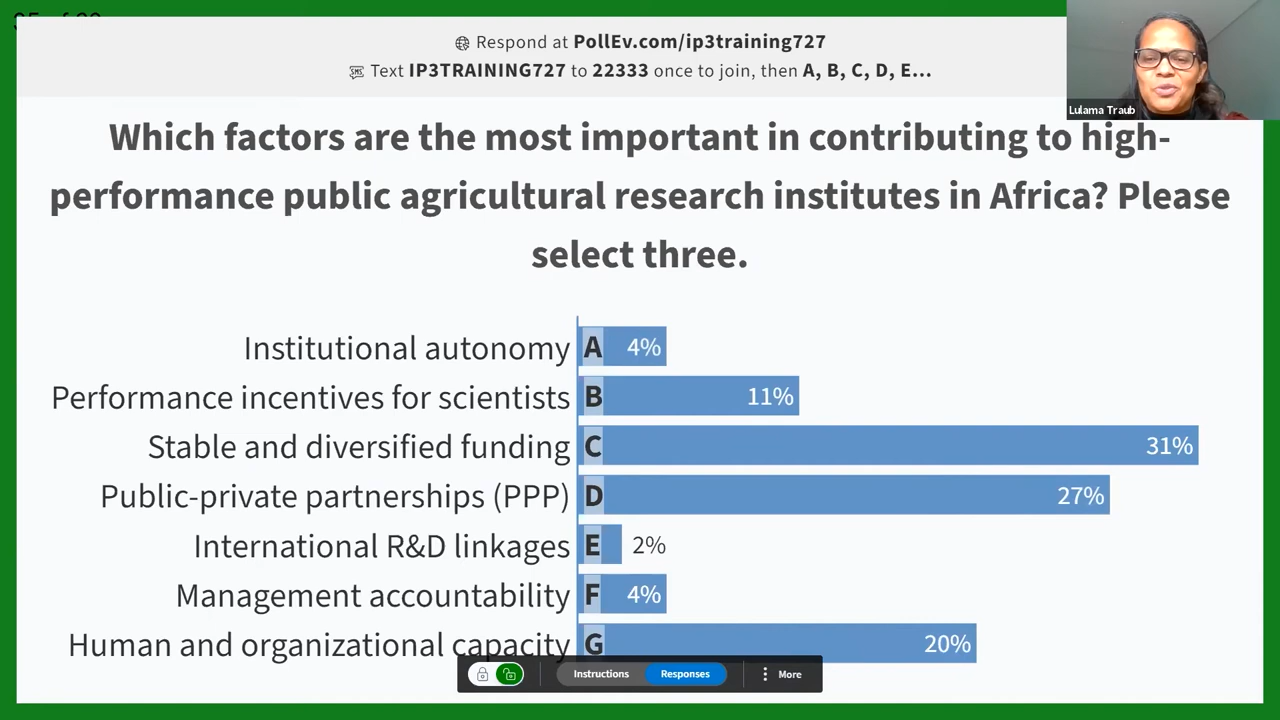 Respond at PollEv.com/ip3training727
Text IP3TRAINING727 to 22333 once to join, then A, B, C, D, E...
Lulama Traub
Which factors are the most important in contributing to high-
performance public agricultural research institutes in Africa? Please
select three.
Institutional autonomy A 4%
Performance incentives for scientists B 11%
Stable and diversified funding C 31%
Public-private partnerships (PPP) D 27%
International R&D linkages E 2%
Management accountability F 4%
Human and organizational capacity G 20%
Instructions Responses More